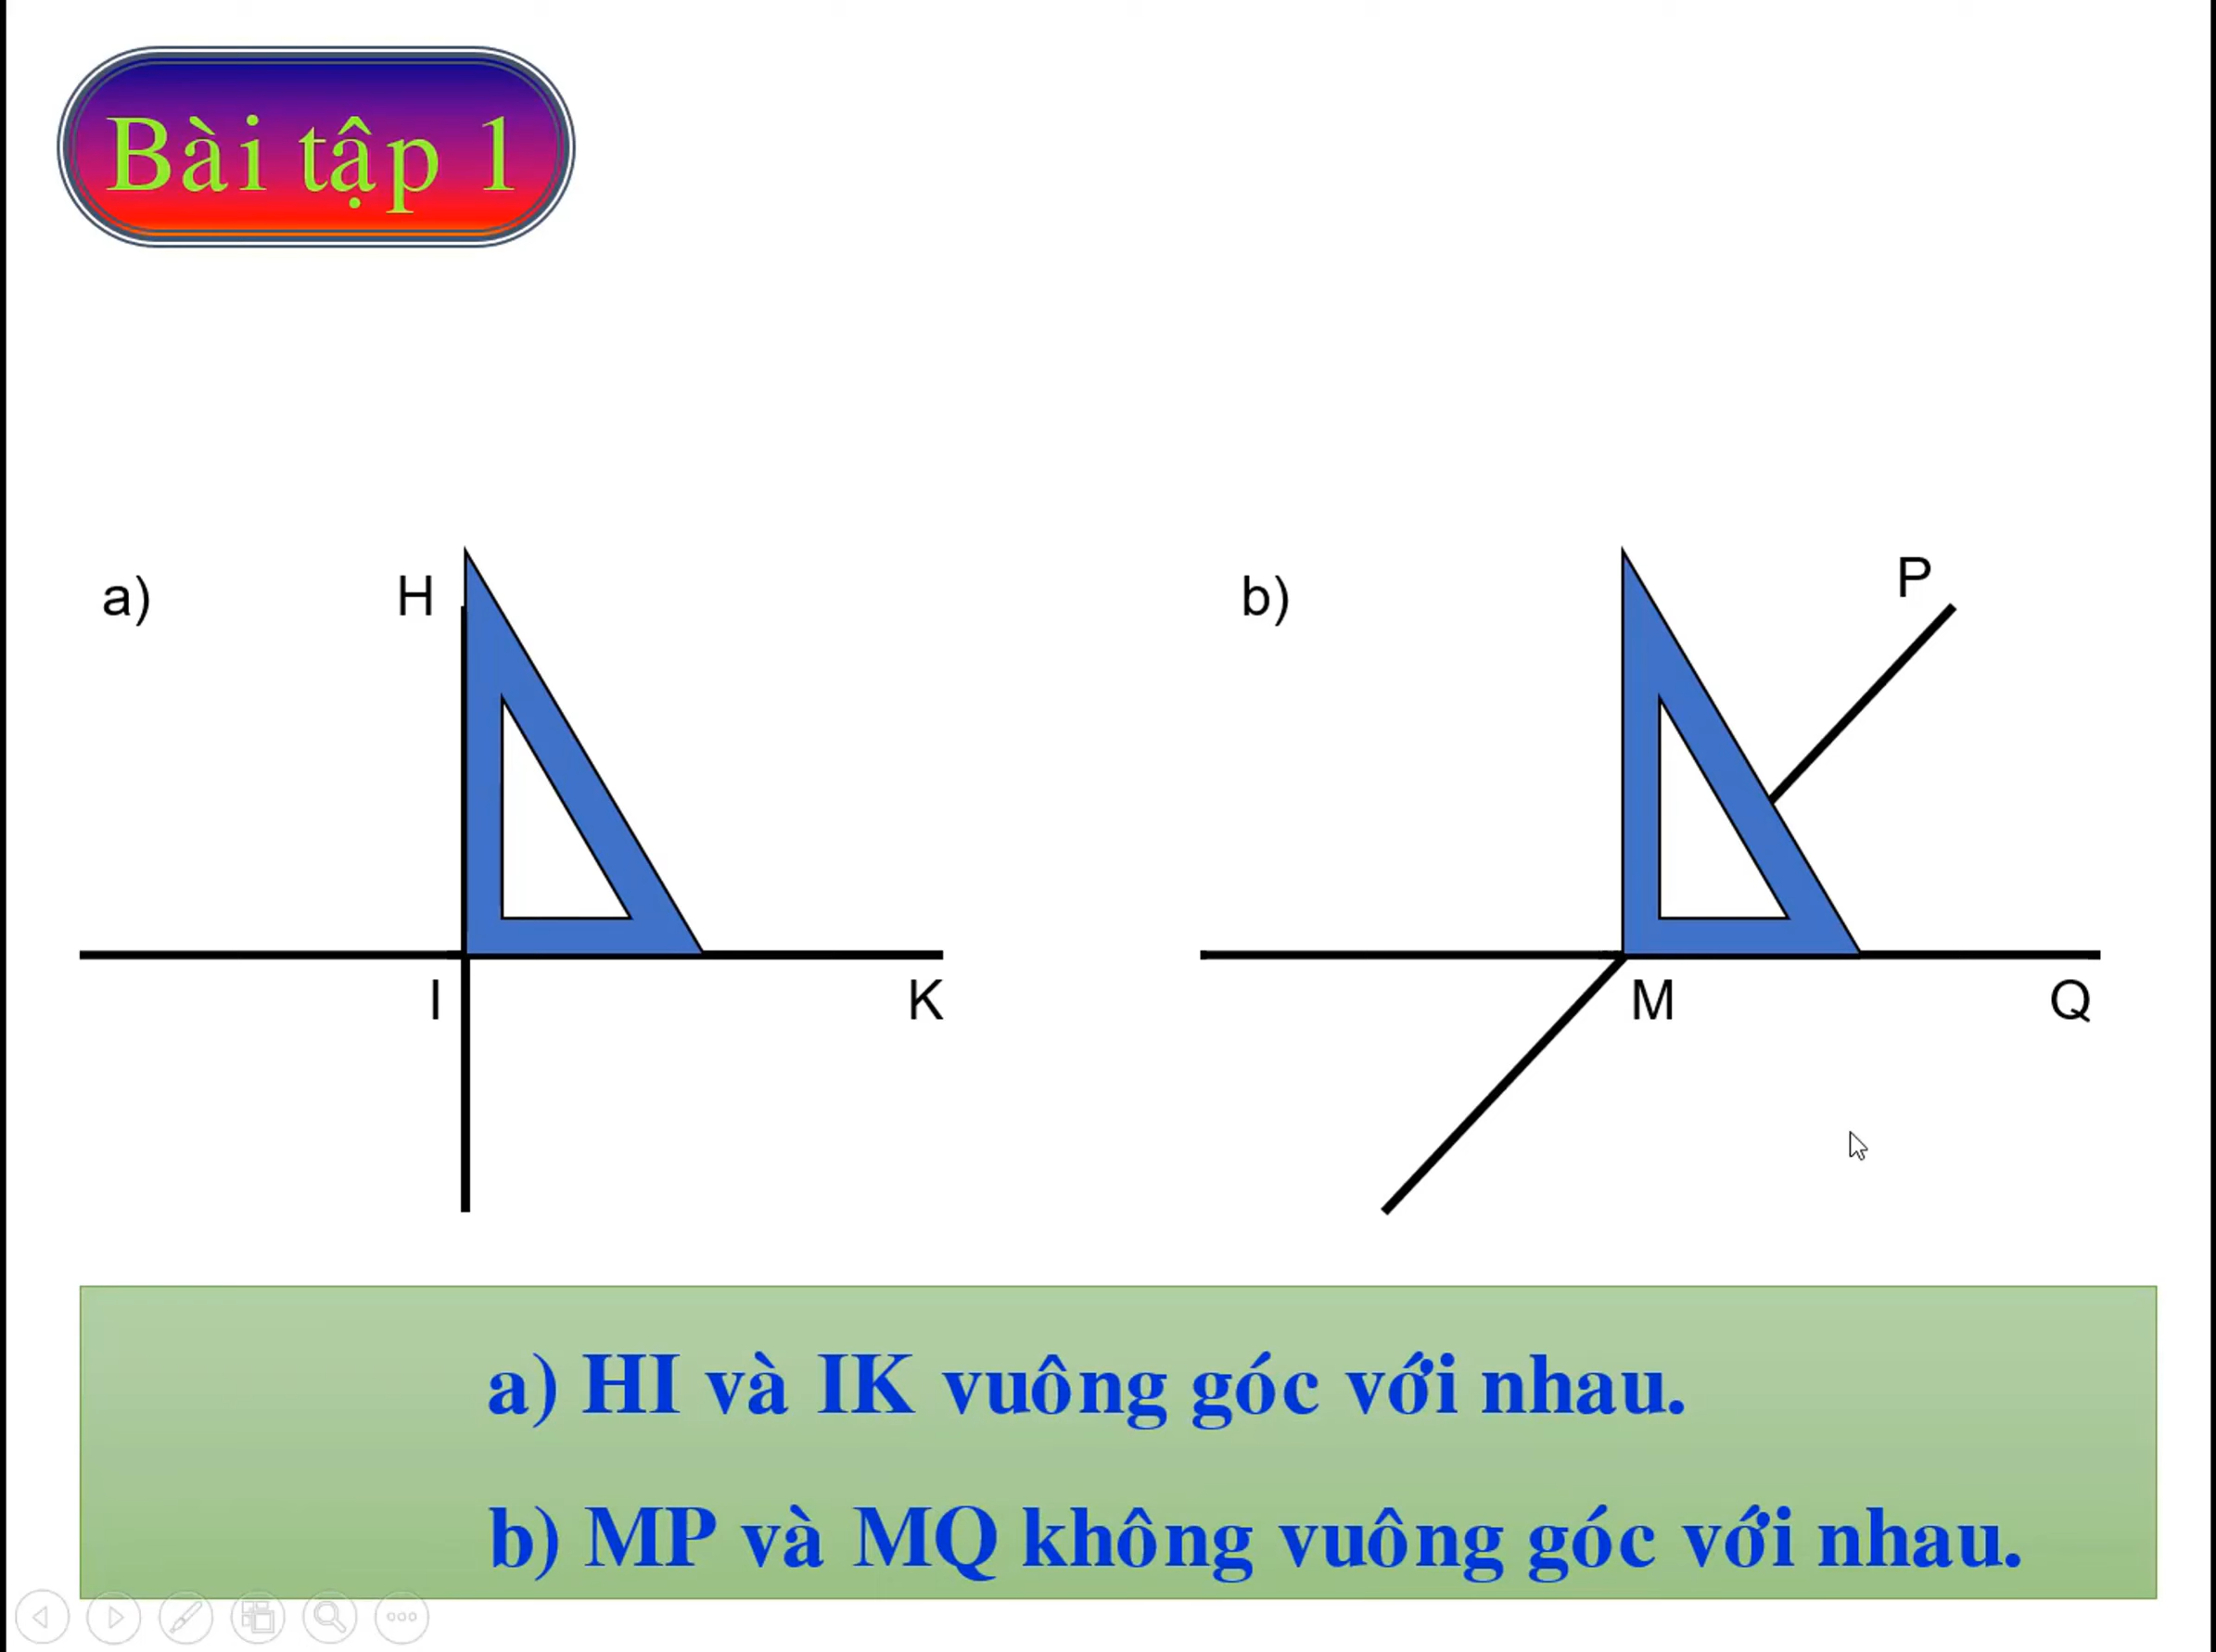 Bài tập 1
a)
H
I
K
b)
P
M
Q
a) HI và IK vuông góc với nhau.
b) MP và MQ không vuông góc với nhau.